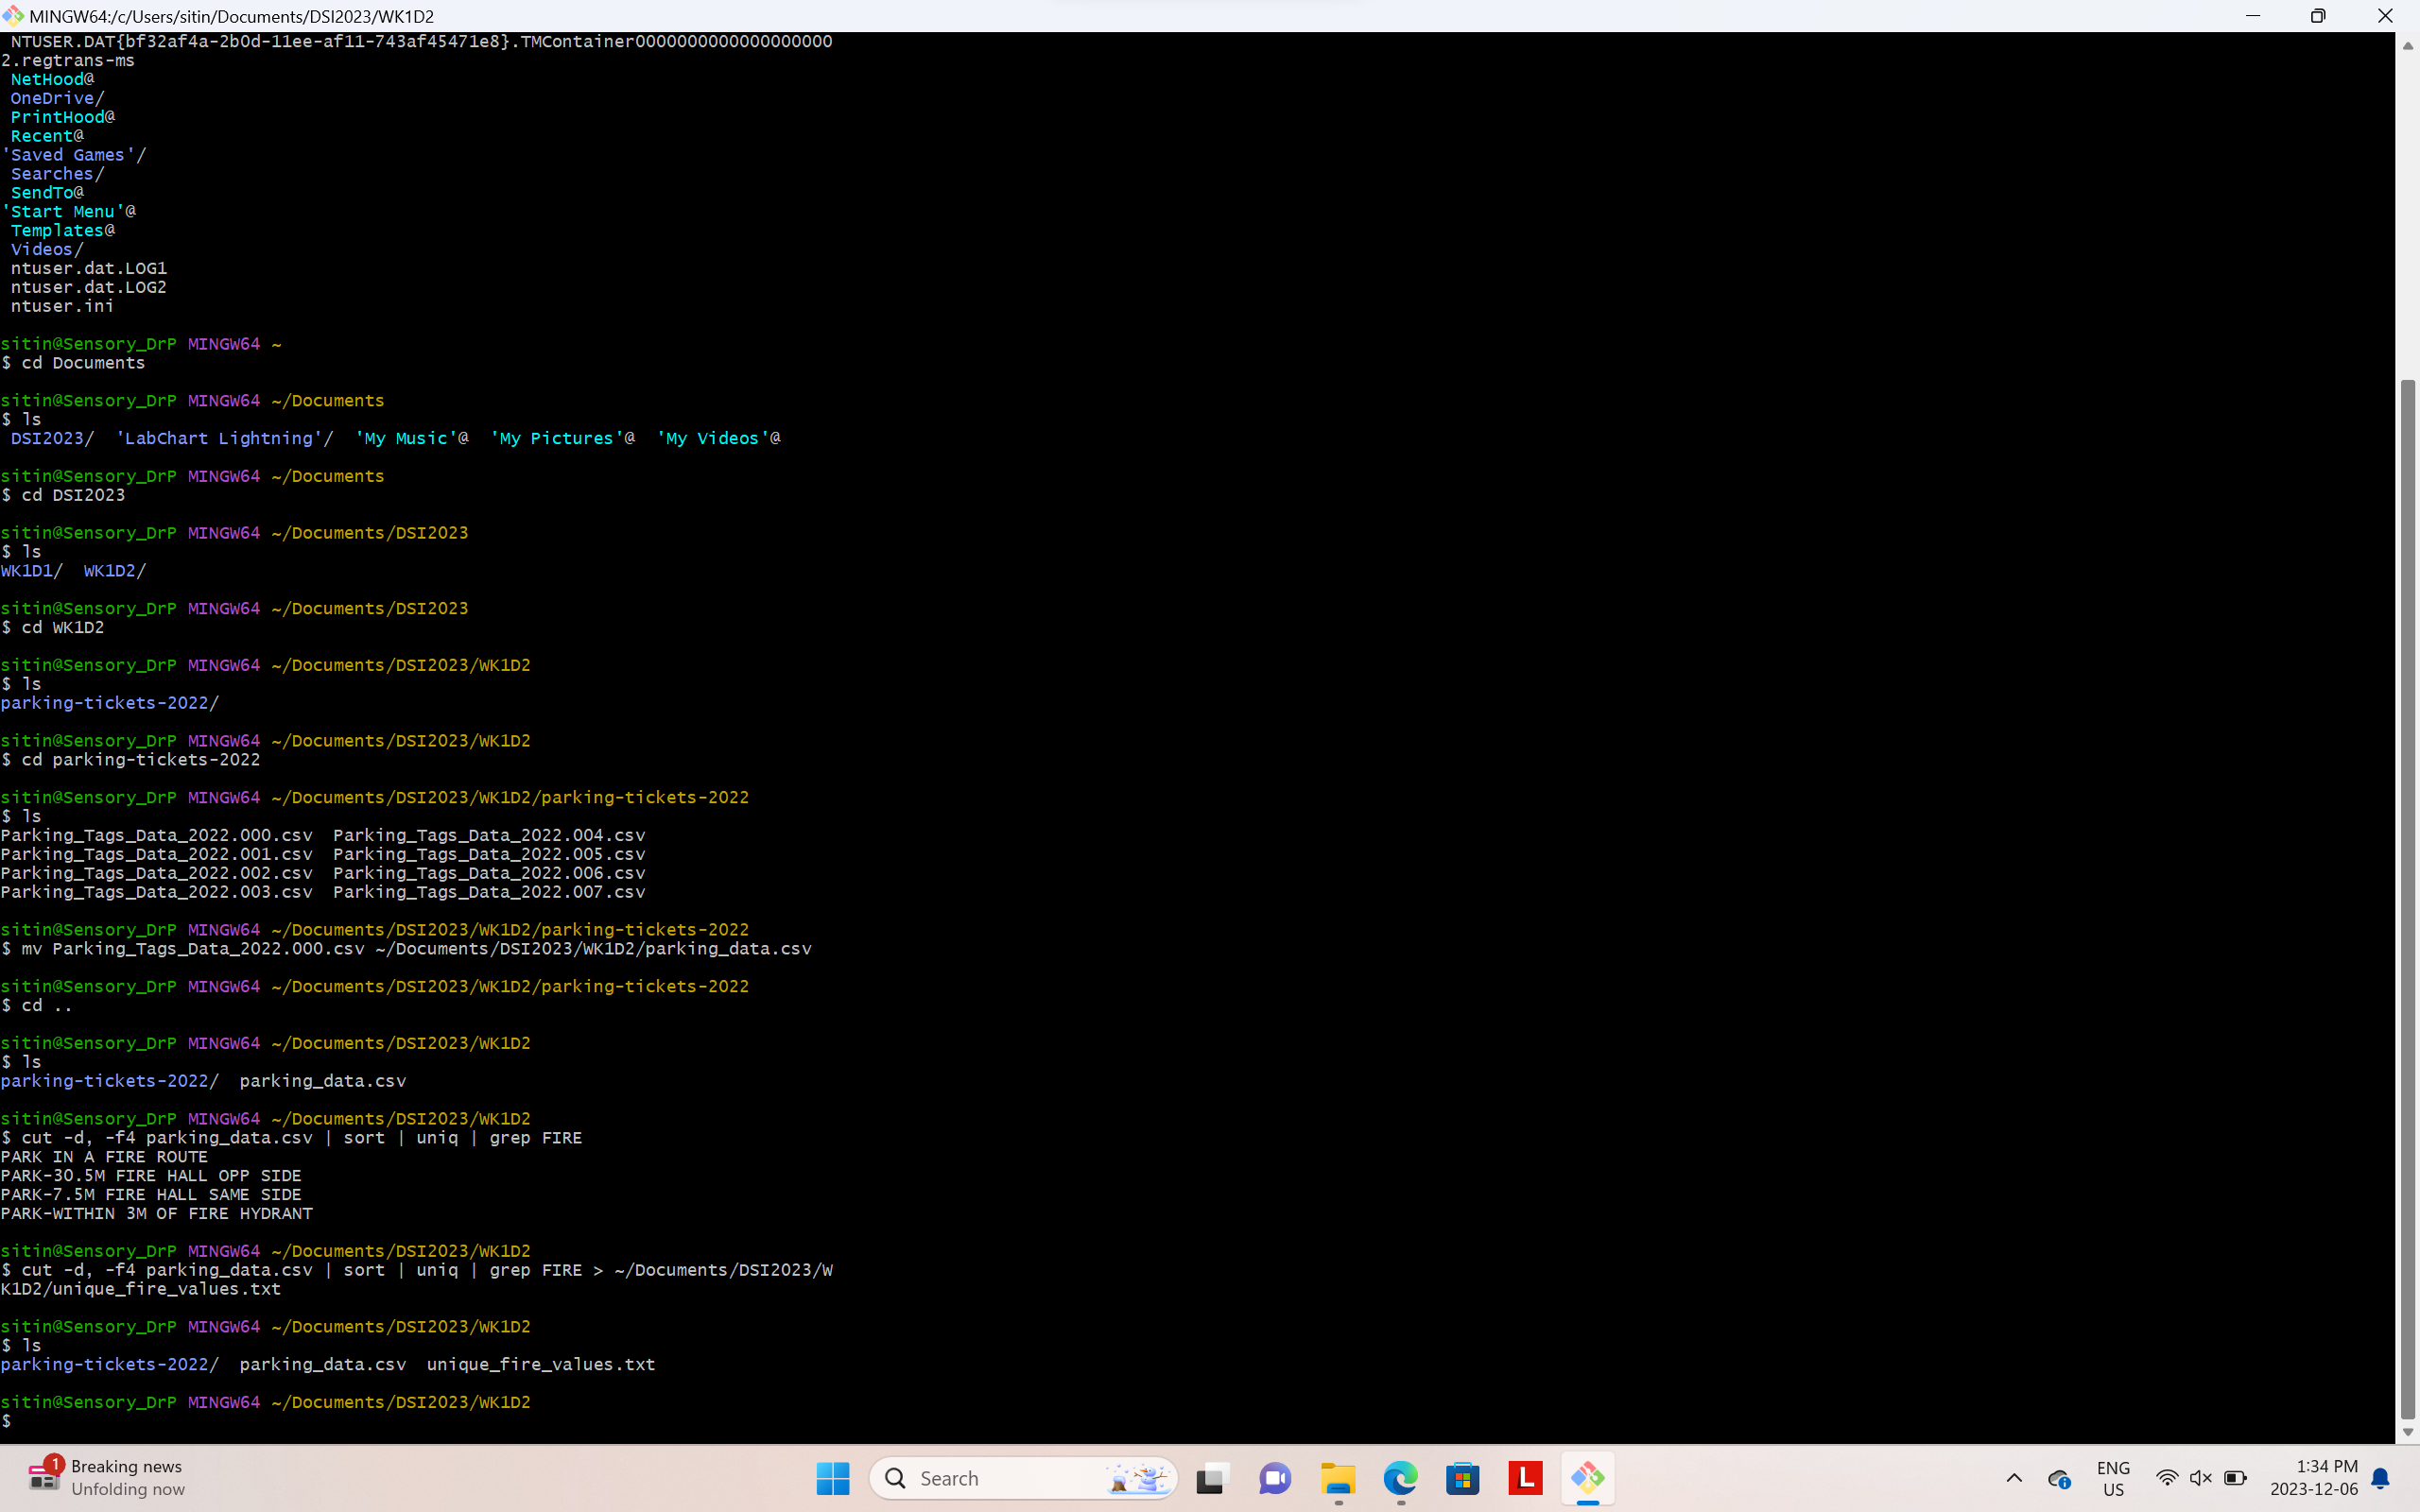 MINGW64:/c/Users/sitin/Documents/DSI2023/WK1D2
NTUSER.DAT{bf32af4a-2b0d-11ee-af11-743af45471e8}.TMContainer0000000000000000000
2.regtrans-ms
NetHood@
OneDrive/
PrintHood@
Recent@
'Saved Games'/
Searches/
SendTo@
'Start Menu'@
Templates@
Videos/
ntuser.dat.LOG1
ntuser.dat.LOG2
ntuser.ini
sitin@Sensory_DrP MINGW64 ~
$ cd Documents
sitin@Sensory_DrP MINGW64 ~/Documents
$ ls
DSI2023/  'LabChart Lightning'/  'My Music'@  'My Pictures'@  'My Videos'@
sitin@Sensory_DrP MINGW64 ~/Documents
$ cd DSI2023
sitin@Sensory_DrP MINGW64 ~/Documents/DSI2023
$ ls
WK1D1/  WK1D2/
sitin@Sensory_DrP MINGW64 ~/Documents/DSI2023
$ cd WK1D2
sitin@Sensory_DrP MINGW64 ~/Documents/DSI2023/WK1D2
$ ls
parking-tickets-2022/
sitin@Sensory_DrP MINGW64 ~/Documents/DSI2023/WK1D2
$ cd parking-tickets-2022
sitin@Sensory_DrP MINGW64 ~/Documents/DSI2023/WK1D2/parking-tickets-2022
$ ls
Parking_Tags_Data_2022.000.csv  Parking_Tags_Data_2022.004.csv
Parking_Tags_Data_2022.001.csv  Parking_Tags_Data_2022.005.csv
Parking_Tags_Data_2022.002.csv  Parking_Tags_Data_2022.006.csv
Parking_Tags_Data_2022.003.csv  Parking_Tags_Data_2022.007.csv
sitin@Sensory_DrP MINGW64 ~/Documents/DSI2023/WK1D2/parking-tickets-2022
$ mv Parking_Tags_Data_2022.000.csv ~/Documents/DSI2023/WK1D2/parking_data.csv
sitin@Sensory_DrP MINGW64 ~/Documents/DSI2023/WK1D2/parking-tickets-2022
$ cd ..
sitin@Sensory_DrP MINGW64 ~/Documents/DSI2023/WK1D2
$ ls
parking-tickets-2022/  parking_data.csv
sitin@Sensory_DrP MINGW64 ~/Documents/DSI2023/WK1D2
$ cut -d, -f4 parking_data.csv | sort | uniq | grep FIRE
PARK IN A FIRE ROUTE
PARK-30.5M FIRE HALL OPP SIDE
PARK-7.5M FIRE HALL SAME SIDE
PARK-WITHIN 3M OF FIRE HYDRANT
sitin@Sensory_DrP MINGW64 ~/Documents/DSI2023/WK1D2
$ cut -d, -f4 parking_data.csv | sort | uniq | grep FIRE > ~/Documents/DSI2023/W
K1D2/unique_fire_values.txt
sitin@Sensory_DrP MINGW64 ~/Documents/DSI2023/WK1D2
$ ls
parking-tickets-2022/  parking_data.csv  unique_fire_values.txt
sitin@Sensory_DrP MINGW64 ~/Documents/DSI2023/WK1D2
$
1
Breaking news
Unfolding now
Search
L
ENG
US
1:34 PM
2023-12-06